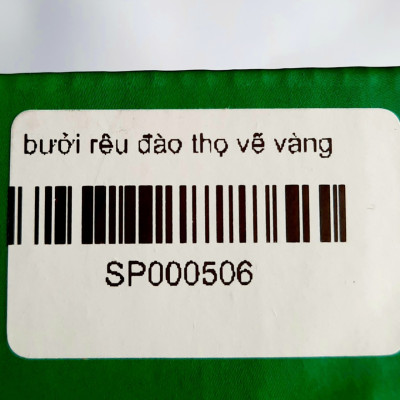 bưởi rêu đào thọ vẽ vàng
SP000506